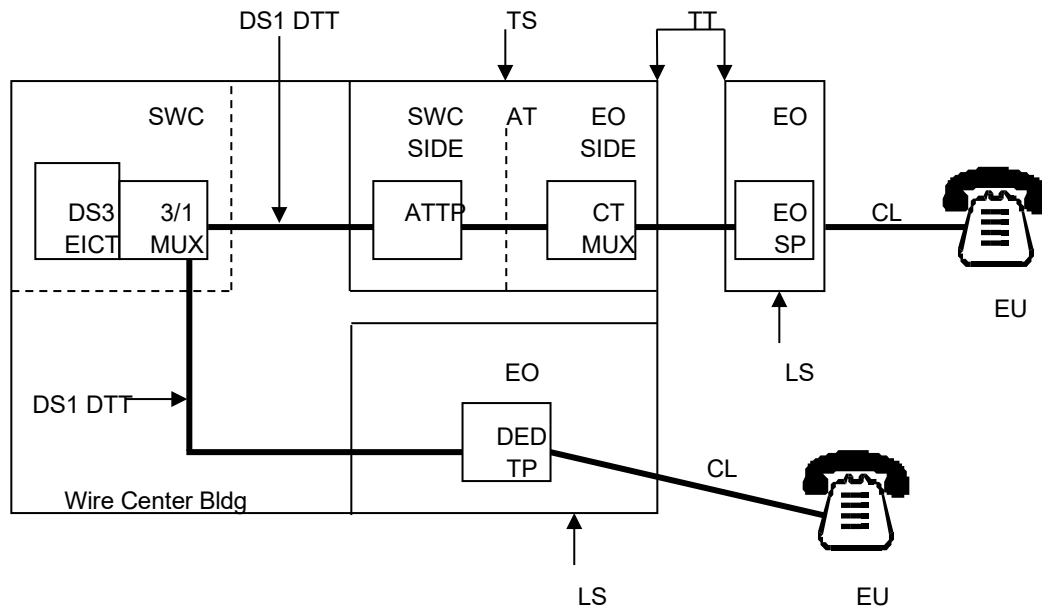 DS1 DTT
TS
TT
SWC
SWC
SIDE
AT
EO
SIDE
EO
DS3
EICT
3/1
MUX
ATTP
CT
MUX
EO
SP
CL
EU
LS
DS1 DTT
EO
DED
TP
CL
Wire Center Bldg
LS
EU